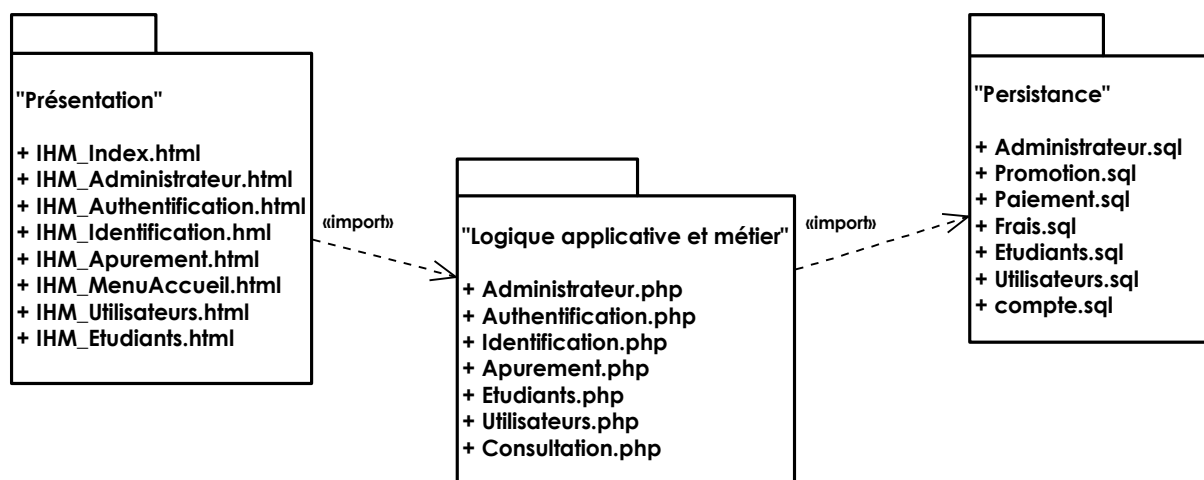 "Présentation"
+ IHM_Index.html
+ IHM_Administrateur.html
+ IHM_Authentification.html
+ IHM_Identification.hml
+ IHM_Apurement.html
+ IHM_MenuAccueil.html
+ IHM_Utilisateurs.html
+ IHM_Etudiants.html
«import»
"Logique applicative et métier"
+ Administrateur.php
+ Authentification.php
+ Identification.php
+ Apurement.php
+ Etudiants.php
+ Utilisateurs.php
+ Consultation.php
«import»
"Persistance"
+ Administrateur.sql
+ Promotion.sql
+ Paiement.sql
+ Frais.sql
+ Etudiants.sql
+ Utilisateurs.sql
+ compte.sql